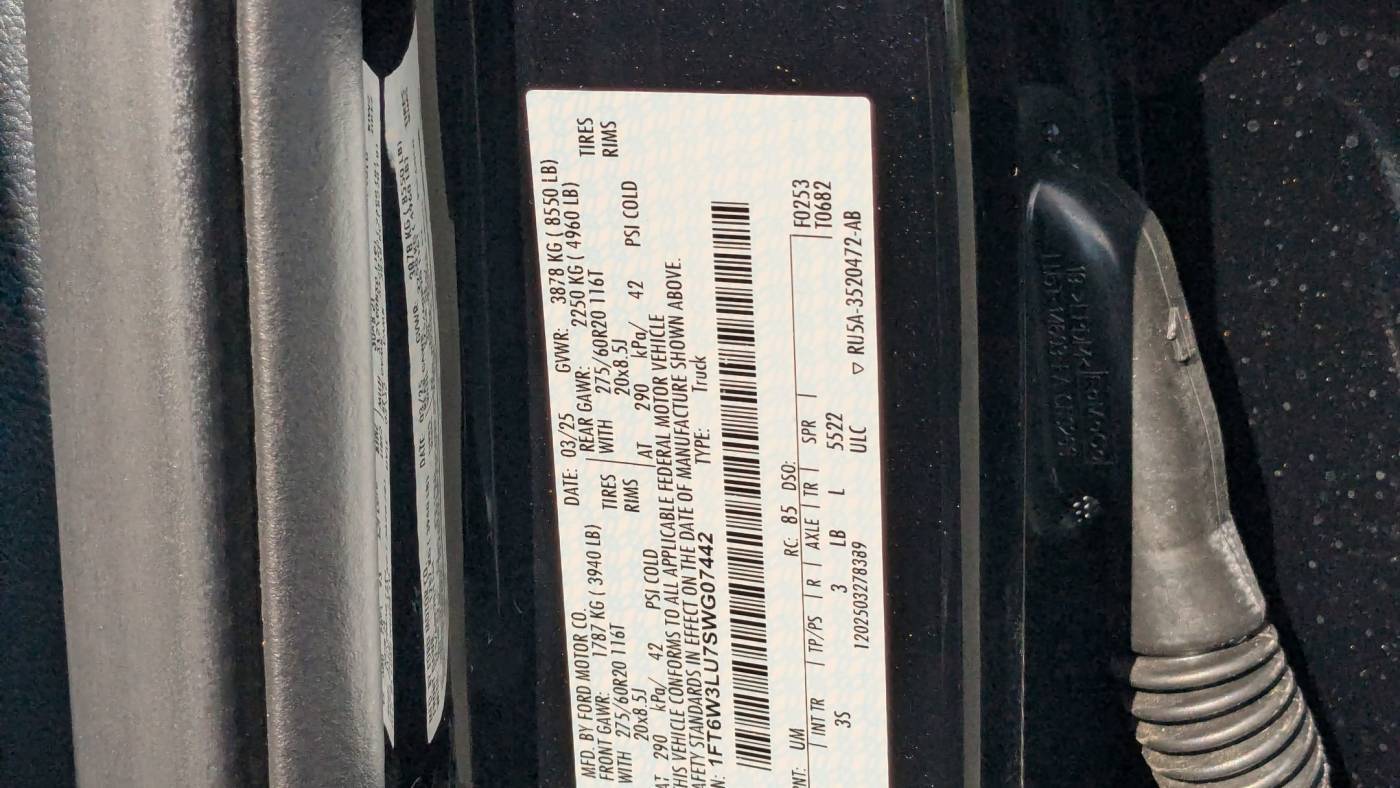 MFD. BY FORD MOTOR CO.
DATE: 03/25 GVWR: 3878 KG ( 8550 LB)
FRONT GAWR: 1787 KG ( 3940 LB)
REAR GAWR: 2250 KG ( 4960 LB)
WITH 275/60R20 116T TIRES
WITH 275/60R20 116T TIRES
20x8.5J RIMS
20x8.5J RIMS
AT 290 kPa/ 42 PSI COLD
AT 290 kPa/ 42 PSI COLD
THIS VEHICLE CONFORMS TO ALL APPLICABLE FEDERAL MOTOR VEHICLE
AFETY STANDARDS IN EFFECT ON THE DATE OF MANUFACTURE SHOWN ABOVE.
N: 1FT6W3LU7SWG07442 TYPE: Truck
PNT: UM RC: 85 DSO: F0253
INT TR TP/PS R AXLE TR SPR T0682
3S 3 LB L 5522
ULC ▽ RU5A-3520472-AB
1202503278389